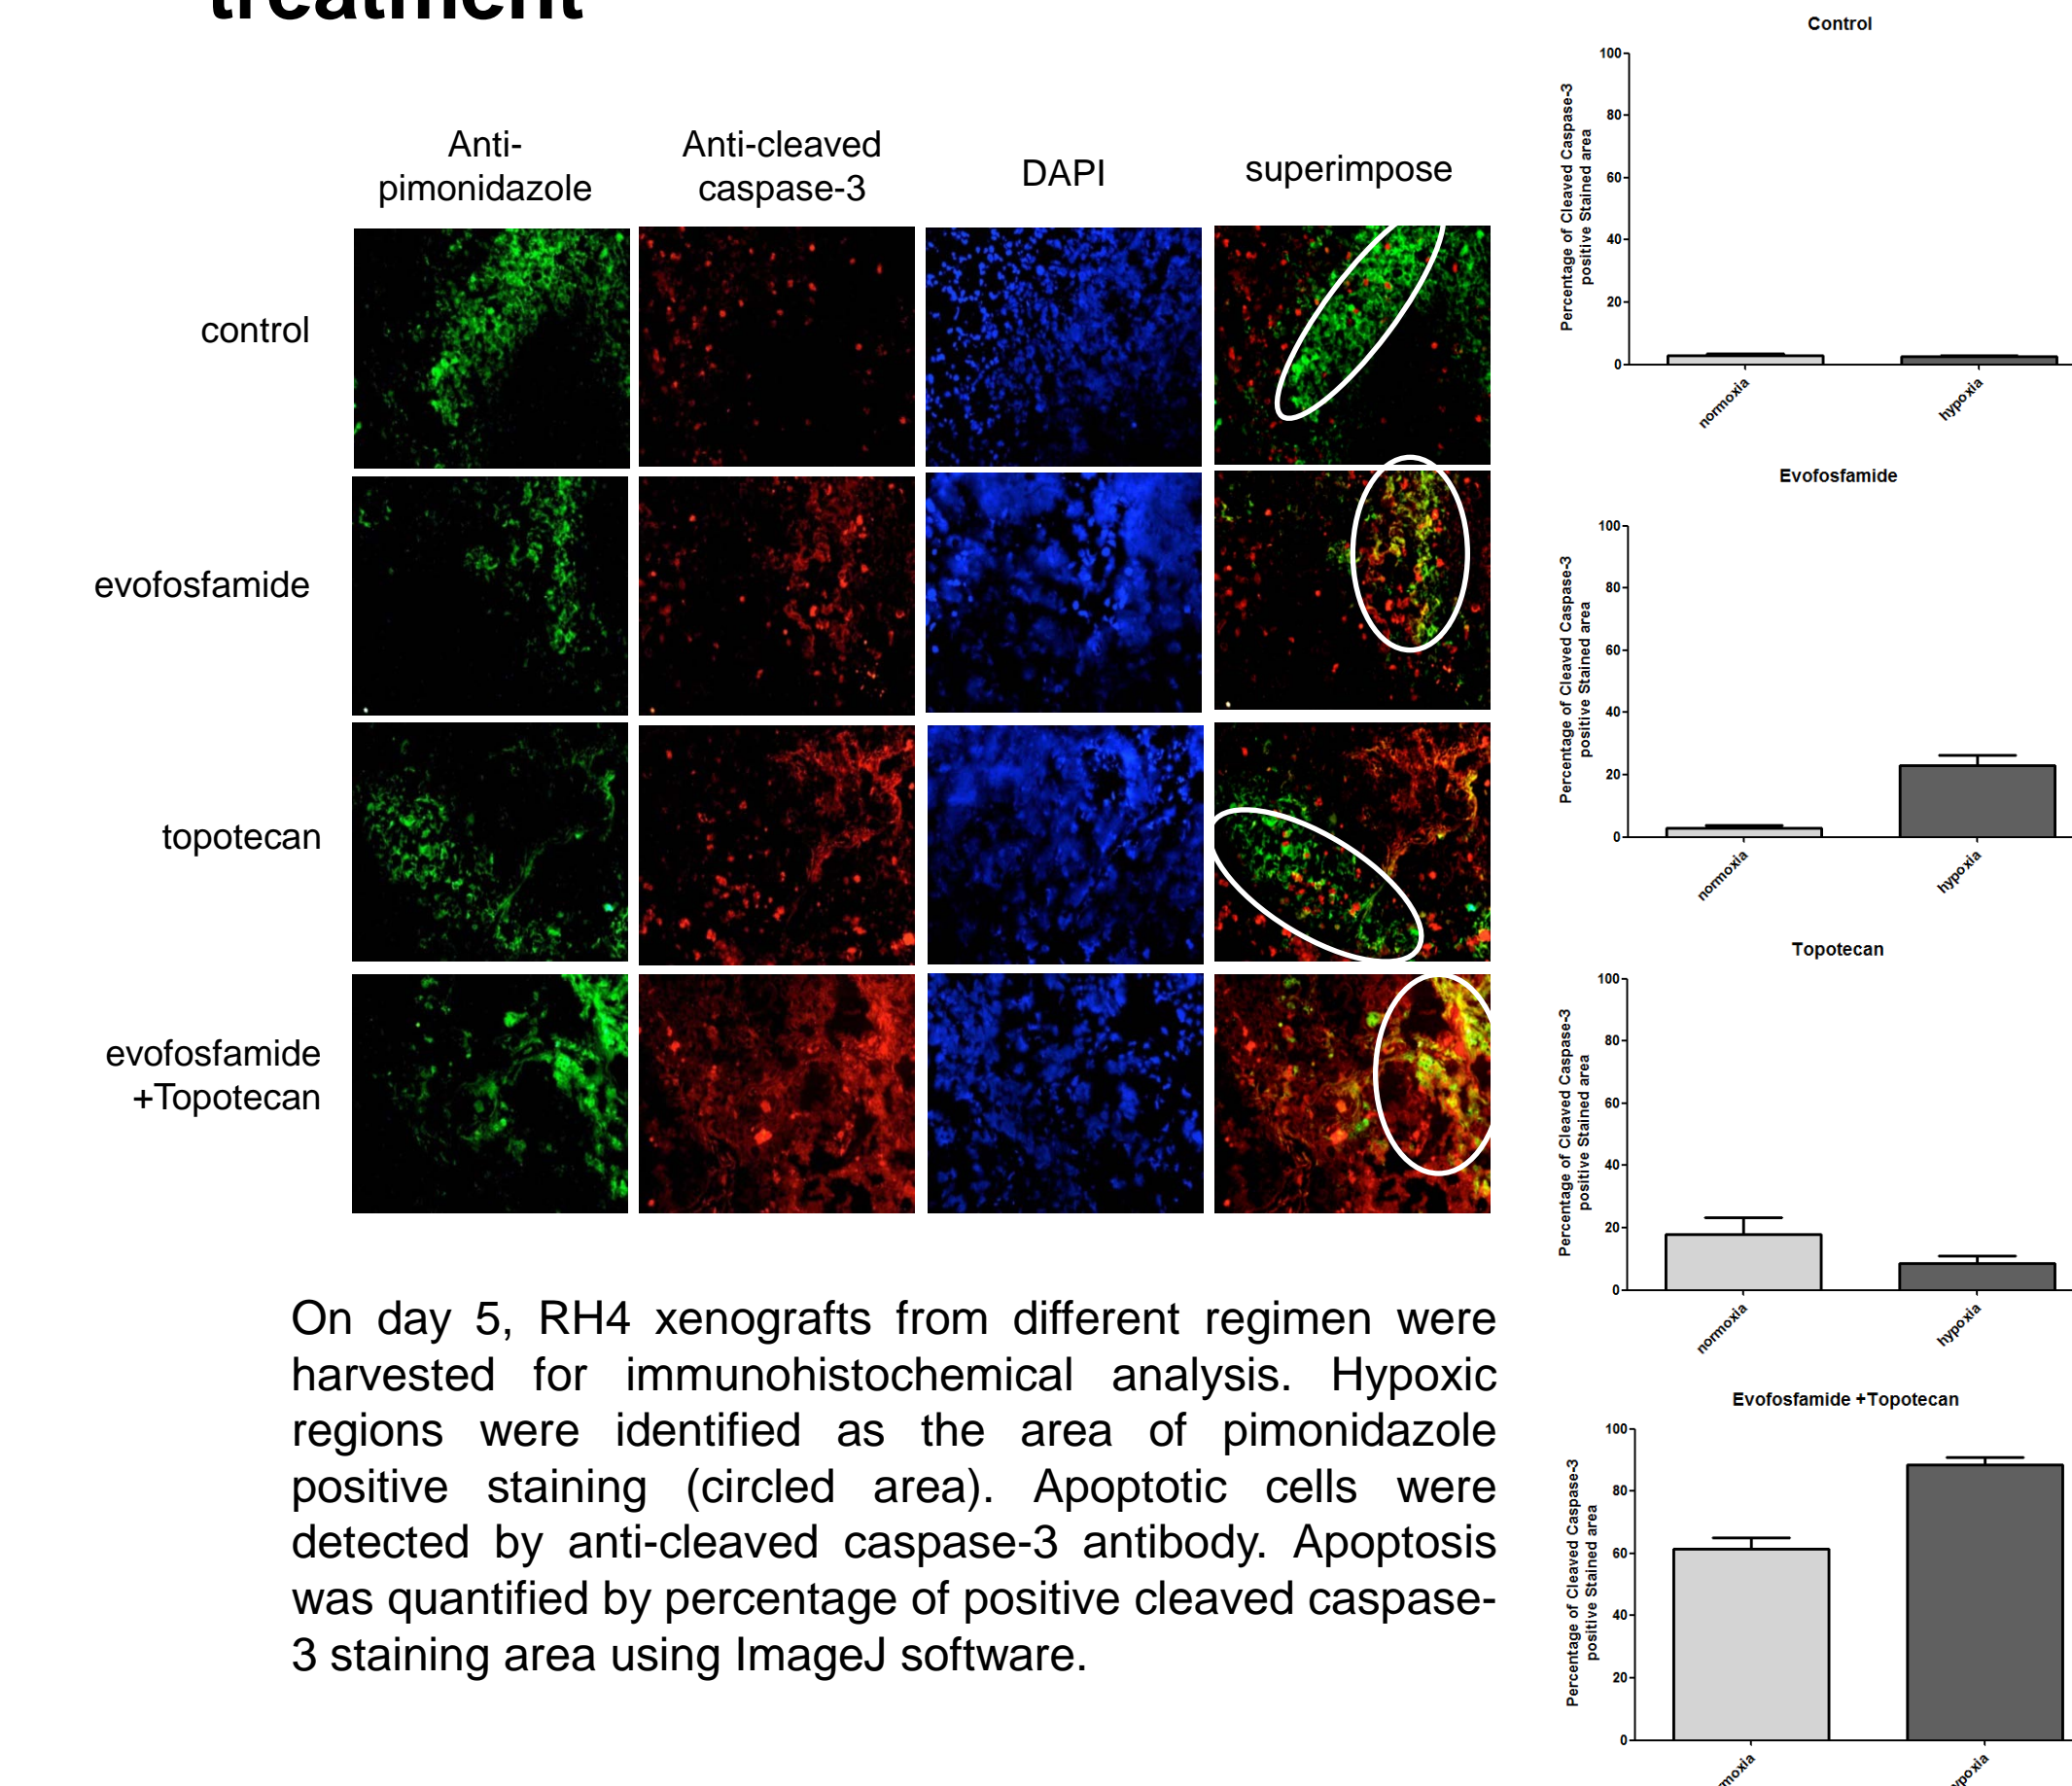 treatment
Anti-
pimonidazole
Anti-cleaved
caspase-3
DAPI
superimpose
control
evofosfamide
topotecan
evofosfamide
+Topotecan
On day 5, RH4 xenografts from different regimen were
harvested for immunohistochemical analysis. Hypoxic
regions were identified as the area of pimonidazole
positive staining (circled area). Apoptotic cells were
detected by anti-cleaved caspase-3 antibody. Apoptosis
was quantified by percentage of positive cleaved caspase-
3 staining area using ImageJ software.
Control
Percentage of Cleaved Caspase-3
positive Stained area
100
80
60
40
20
0
normoxia
hypoxia
Evofosfamide
Percentage of Cleaved Caspase-3
positive Stained area
100
80
60
40
20
0
normoxia
hypoxia
Topotecan
Percentage of Cleaved Caspase-3
positive Stained area
100
80
60
40
20
0
normoxia
hypoxia
Evofosfamide +Topotecan
Percentage of Cleaved Caspase-3
positive Stained area
100
80
60
40
20
0